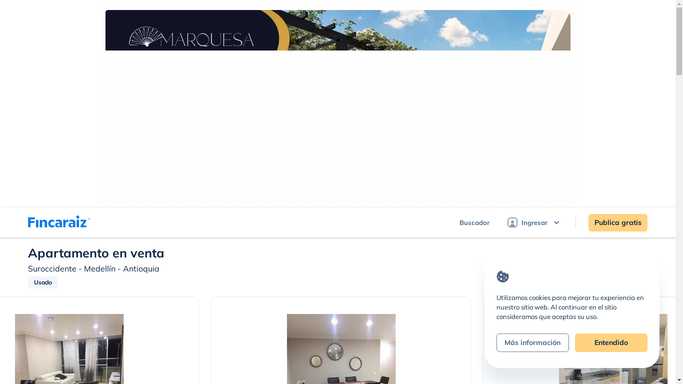 MARQUESA
Fincaraiz
Buscador
Ingresar
Publica gratis
Apartamento en venta
Suroccidente - Medellín - Antioquia
Usado
Utilizamos cookies para mejorar tu experiencia en
nuestro sitio web. Al continuar en el sitio
consideramos que aceptas su uso.
Más información
Entendido